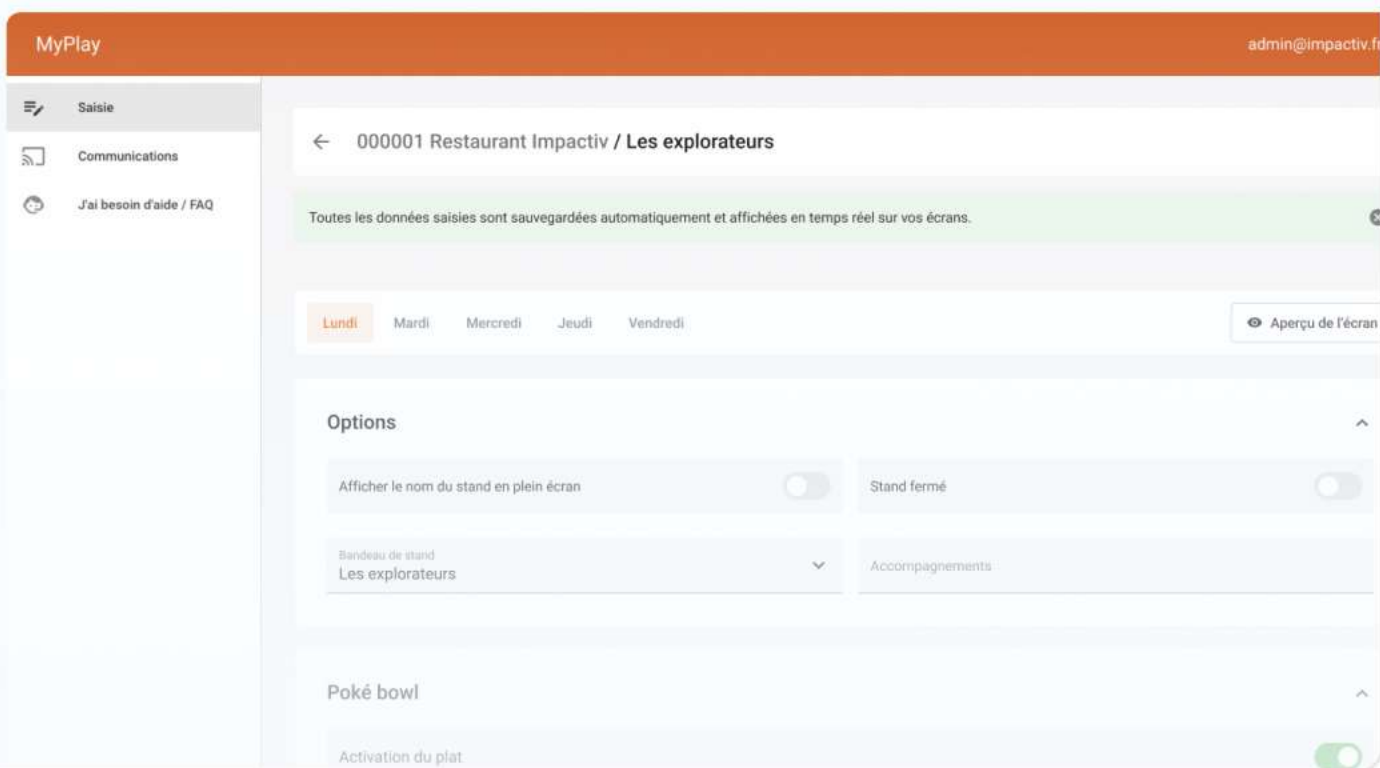 MyPlay
admin@impactiv.fr
Saisie
Communications
J'ai besoin d'aide / FAQ
000001 Restaurant Impactiv / Les explorateurs
Toutes les données saisies sont sauvegardées automatiquement et affichées en temps réel sur vos écrans.
Lundi Mardi Mercredi Jeudi Vendredi
Aperçu de l'écran
Options
Afficher le nom du stand en plein écran
Stand fermé
Bandeau de stand
Les explorateurs
Accompagnements
Poké bowl
Activation du plat